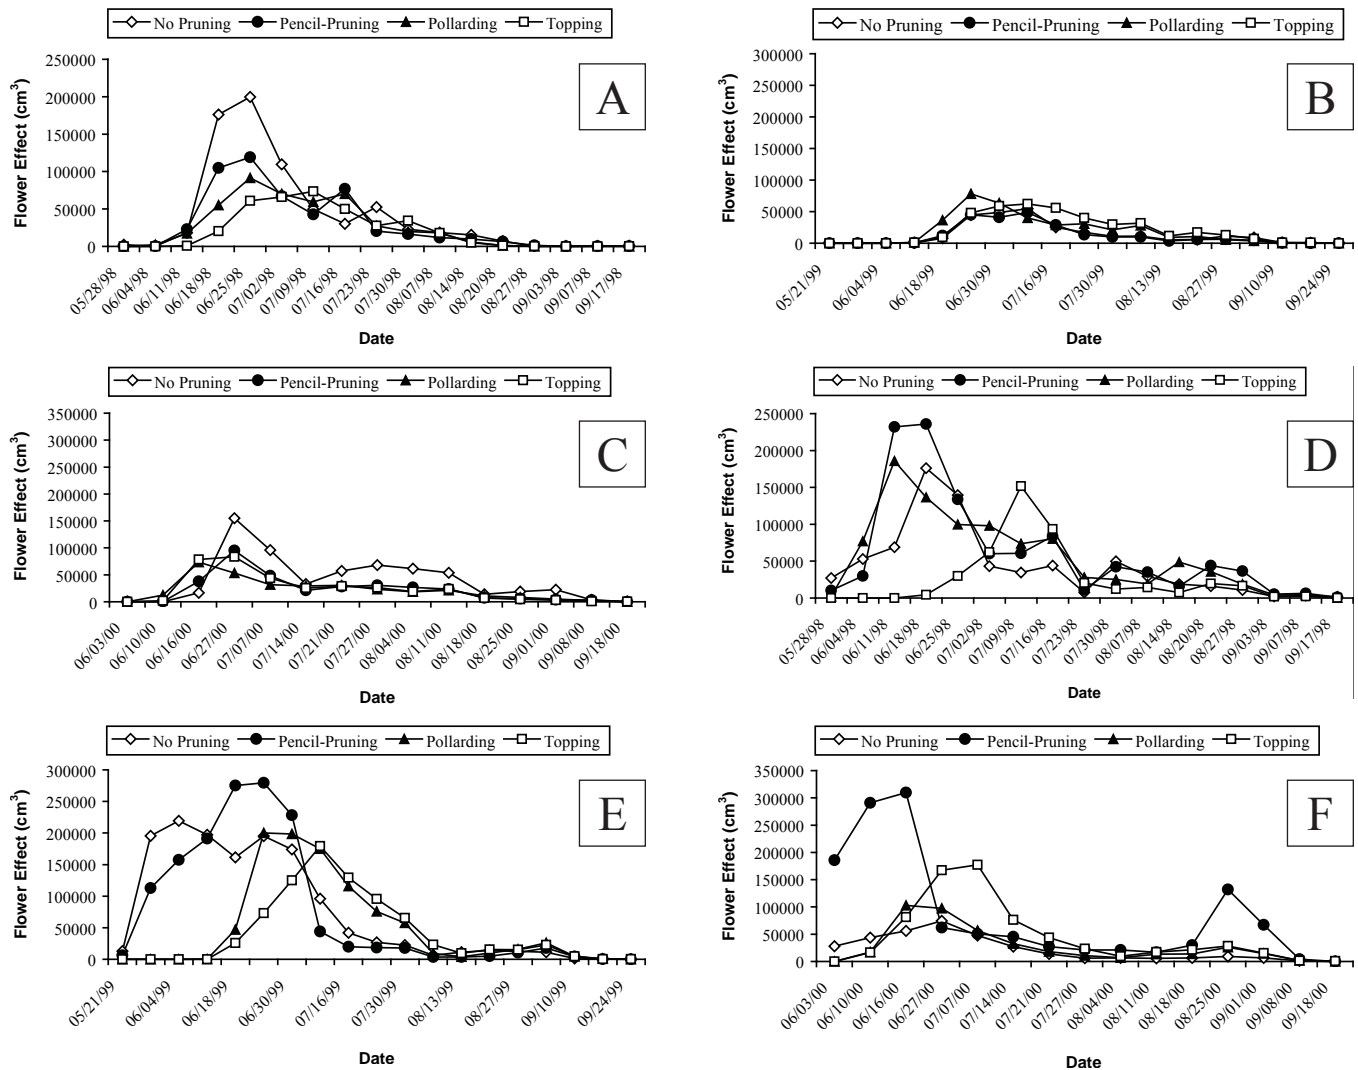 No Pruning Pencil-Pruning Pollarding Topping
A
Flower Effect (cm³)
250000
200000
150000
100000
50000
0
05/28/98 06/04/98 06/11/98 06/18/98 06/25/98 07/02/98 07/09/98 07/16/98 07/23/98 07/30/98 08/07/98 08/14/98 08/20/98 08/27/98 09/03/98 09/07/98 09/17/98
Date
No Pruning Pencil-Pruning Pollarding Topping
B
Flower Effect (cm³)
300000
250000
200000
150000
100000
50000
0
05/21/99 06/04/99 06/18/99 06/30/99 07/16/99 07/30/99 08/13/99 08/27/99 09/10/99 09/24/99
Date
No Pruning Pencil-Pruning Pollarding Topping
C
Flower Effect (cm³)
350000
300000
250000
200000
150000
100000
50000
0
06/03/00 06/10/00 06/16/00 06/27/00 07/07/00 07/14/00 07/21/00 07/27/00 08/04/00 08/11/00 08/18/00 08/25/00 09/01/00 09/08/00 09/18/00
Date
No Pruning Pencil-Pruning Pollarding Topping
D
Flower Effect (cm³)
250000
200000
150000
100000
50000
0
05/28/98 06/04/98 06/11/98 06/18/98 06/25/98 07/02/98 07/09/98 07/16/98 07/23/98 07/30/98 08/07/98 08/14/98 08/20/98 08/27/98 09/03/98 09/07/98 09/17/98
Date
No Pruning Pencil-Pruning Pollarding Topping
E
Flower Effect (cm³)
300000
250000
200000
150000
100000
50000
0
05/21/99 06/04/99 06/18/99 06/30/99 07/16/99 07/30/99 08/13/99 08/27/99 09/10/99 09/24/99
Date
No Pruning Pencil-Pruning Pollarding Topping
F
Flower Effect (cm³)
350000
300000
250000
200000
150000
100000
50000
0
06/03/00 06/10/00 06/16/00 06/27/00 07/07/00 07/14/00 07/21/00 07/27/00 08/04/00 08/11/00 08/18/00 08/25/00 09/01/00 09/08/00 09/18/00
Date